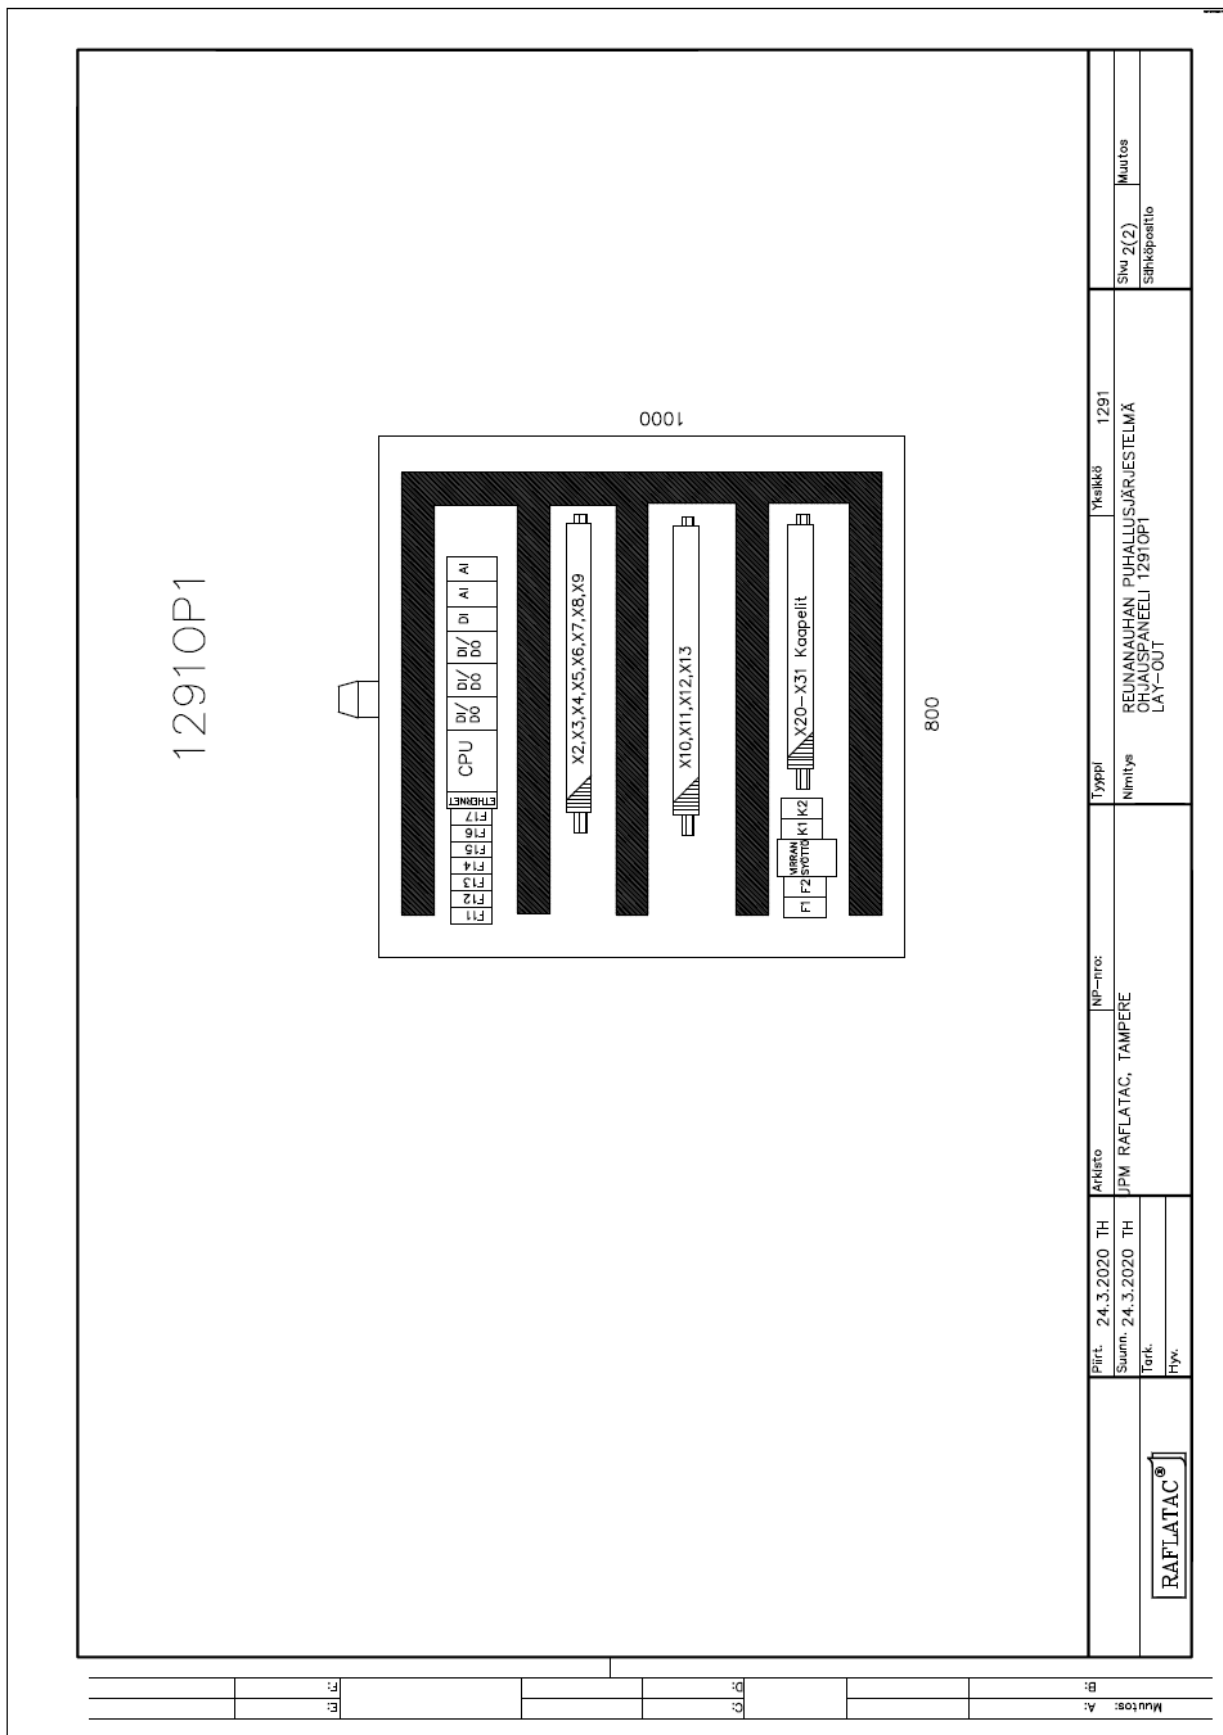 12910P1
1000
800
F11
F12
F13
F14
F15
F16
F17
ETHERNET
CPU
DI/
DO
DI/
DO
DI/
DO
DI
AI
AI
X2,X3,X4,X5,X6,X7,X8,X9
X10,X11,X12,X13
F1
F2
VIRRAN
SYÖTTÖ
K1
K2
X20-X31 Kaapelit
RAFLATAC®
Piirt. 24.3.2020 TH
Suunn. 24.3.2020 TH
Tark.
Hyv.
Arkisto
NP-nro:
UPM RAFLATAC, TAMPERE
Tyyppi
Yksikkö 1291
Nimitys
REUNANAUHAN PUHALLUSJÄRJESTELMÄ
OHJAUSPANEELI 12910P1
LAY-OUT
Sivu 2(2)
Muutos
Sähköpositio
Muutos:
A:
B:
C:
D:
E:
F: